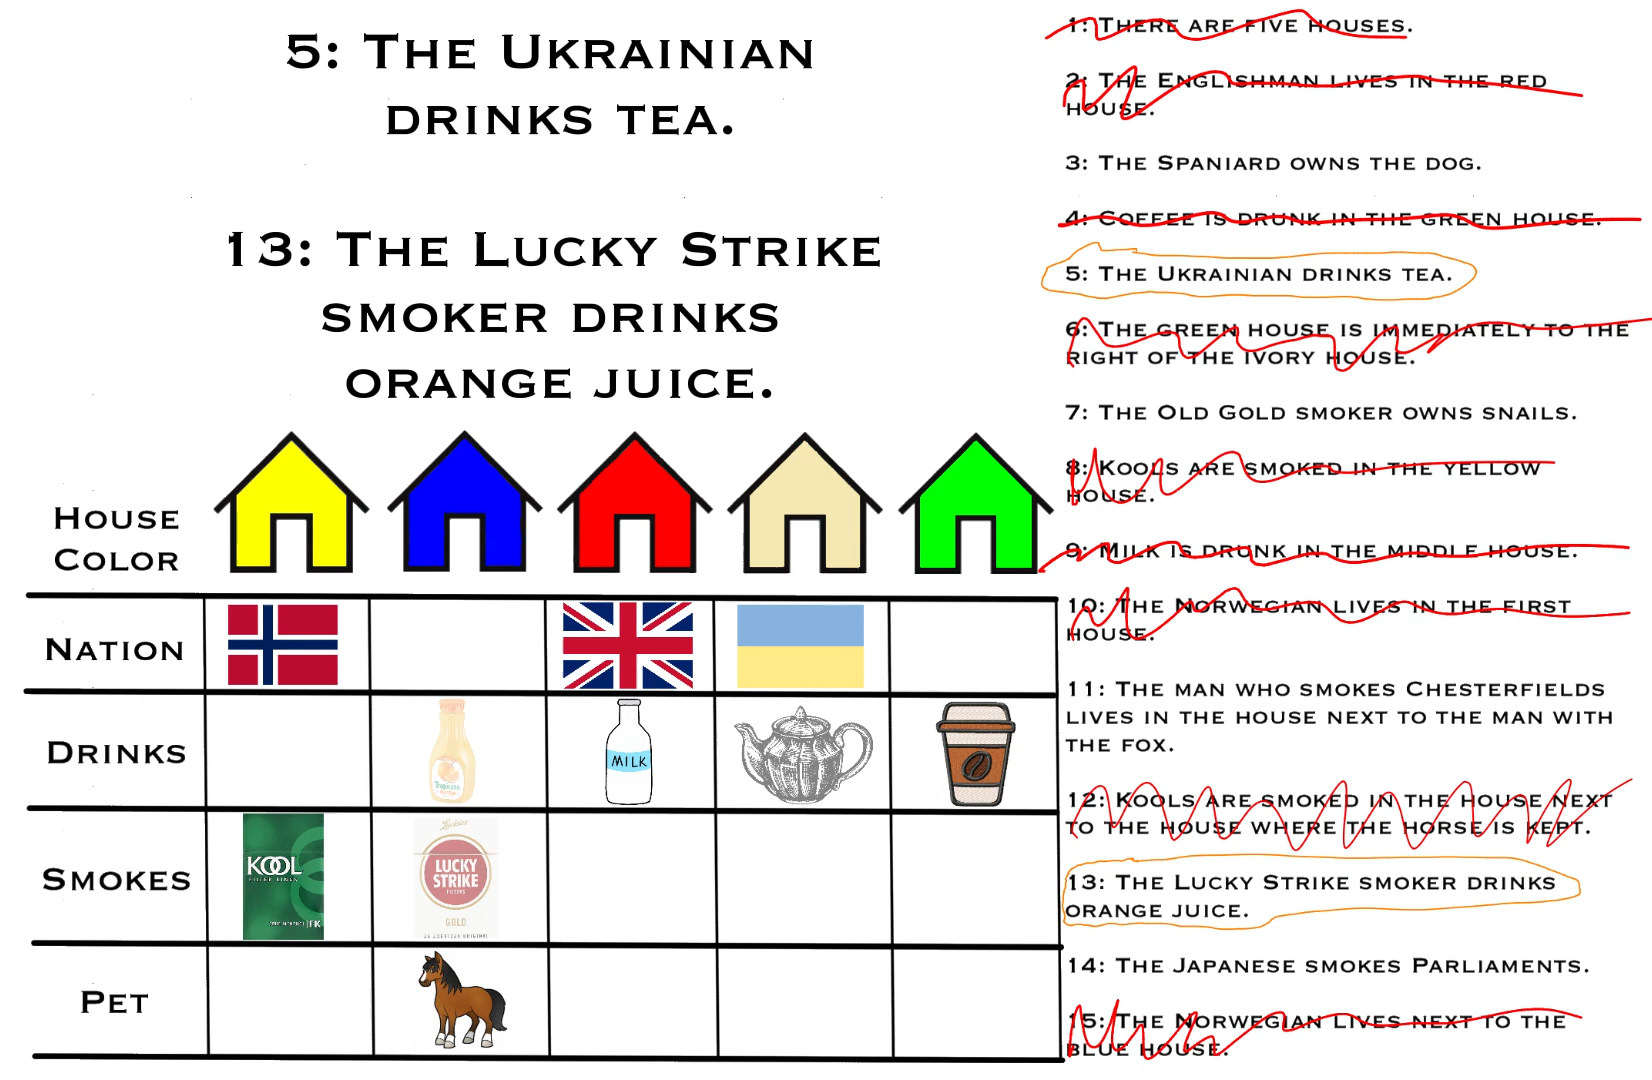 5: The Ukrainian
drinks tea.
13: The Lucky Strike
smoker drinks
orange juice.
House
Color
Nation
Drinks
MILK
Tropicana
Smokes
KOOL
Luckies
LUCKY
STRIKE
FILTERS
GOLD
Pet
1: There are five houses.
2: The Englishman lives in the red
house.
3: The Spaniard owns the dog.
4: Coffee is drunk in the green house.
5: The Ukrainian drinks tea.
6: The green house is immediately to the
right of the ivory house.
7: The Old Gold smoker owns snails.
8: Kools are smoked in the yellow
house.
9: Milk is drunk in the middle house.
10: The Norwegian lives in the first
house.
11: The man who smokes Chesterfields
lives in the house next to the man with
the fox.
12: Kools are smoked in the house next
to the house where the horse is kept.
13: The Lucky Strike smoker drinks
orange juice.
14: The Japanese smokes Parliaments.
15: The Norwegian lives next to the
blue house.